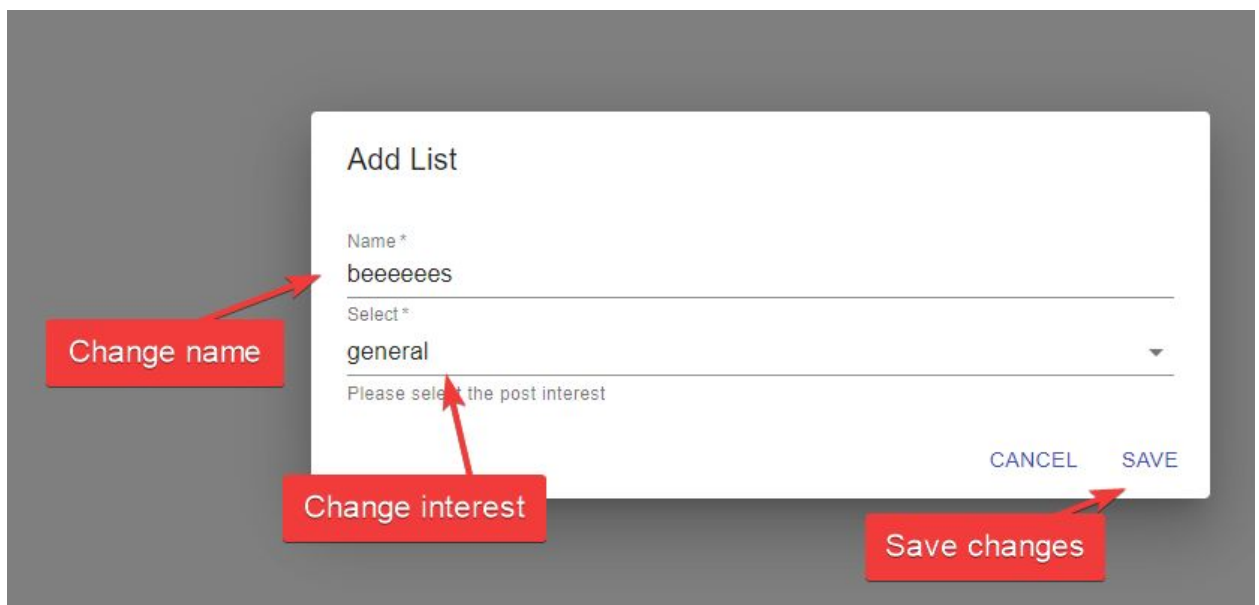 Add List
Name *
beeeeees
Change name
Select *
general
Please select the post interest
CANCEL SAVE
Change interest
Save changes